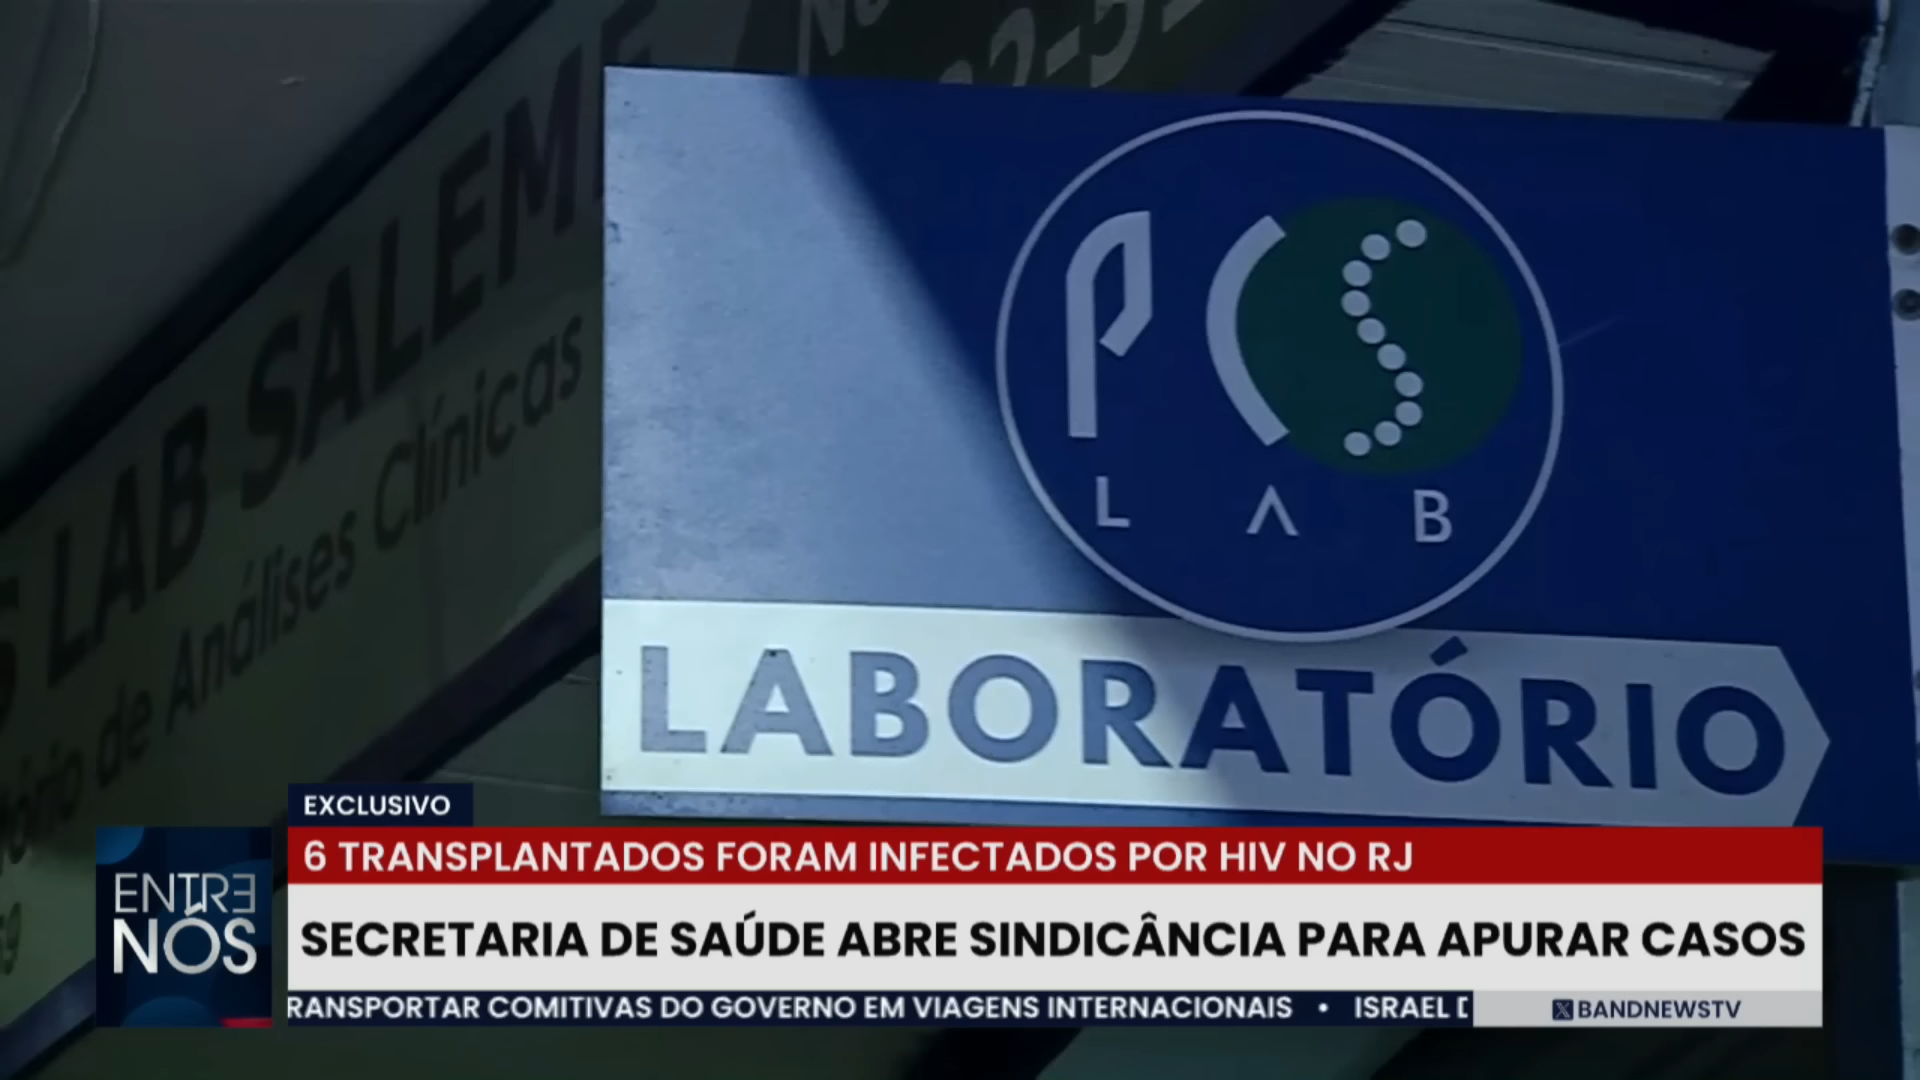 LAB SALEME
de Análises Clínicas
PCS
LAB
LABORATÓRIO
EXCLUSIVO
6 TRANSPLANTADOS FORAM INFECTADOS POR HIV NO RJ
ENTRE
NÓS
SECRETARIA DE SAÚDE ABRE SINDICÂNCIA PARA APURAR CASOS
RANSPORTAR COMITIVAS DO GOVERNO EM VIAGENS INTERNACIONAIS • ISRAEL
X BANDNEWSTV